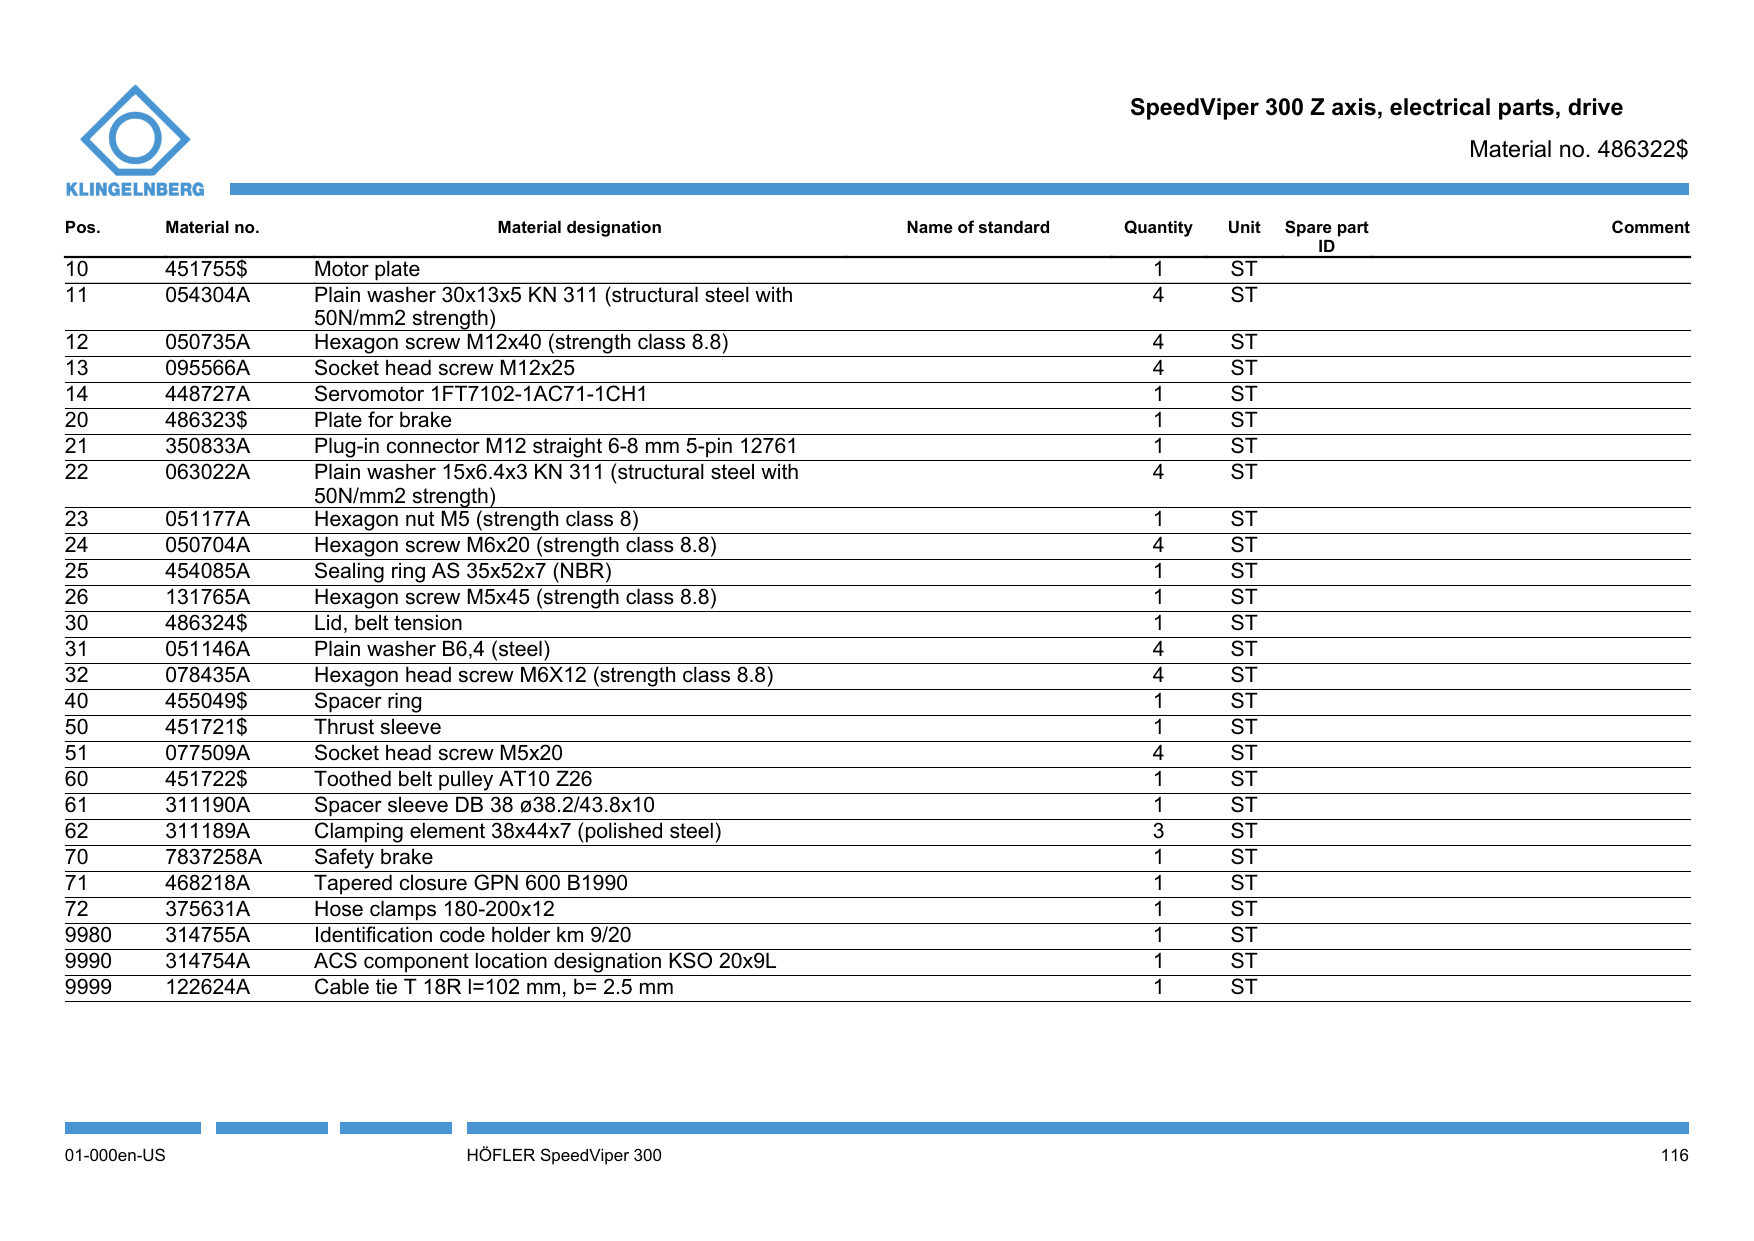 SpeedViper 300 Z axis, electrical parts, drive
Material no. 486322$
KLINGELNBERG
Pos. Material no. Material designation Name of standard Quantity Unit Spare part ID Comment
10 451755$ Motor plate 1 ST
11 054304A Plain washer 30x13x5 KN 311 (structural steel with 4 ST
50N/mm2 strength)
12 050735A Hexagon screw M12x40 (strength class 8.8) 4 ST
13 095566A Socket head screw M12x25 4 ST
14 448727A Servomotor 1FT7102-1AC71-1CH1 1 ST
20 486323$ Plate for brake 1 ST
21 350833A Plug-in connector M12 straight 6-8 mm 5-pin 12761 1 ST
22 063022A Plain washer 15x6.4x3 KN 311 (structural steel with 4 ST
50N/mm2 strength)
23 051177A Hexagon nut M5 (strength class 8) 1 ST
24 050704A Hexagon screw M6x20 (strength class 8.8) 4 ST
25 454085A Sealing ring AS 35x52x7 (NBR) 1 ST
26 131765A Hexagon screw M5x45 (strength class 8.8) 1 ST
30 486324$ Lid, belt tension 1 ST
31 051146A Plain washer B6,4 (steel) 4 ST
32 078435A Hexagon head screw M6X12 (strength class 8.8) 4 ST
40 455049$ Spacer ring 1 ST
50 451721$ Thrust sleeve 1 ST
51 077509A Socket head screw M5x20 4 ST
60 451722$ Toothed belt pulley AT10 Z26 1 ST
61 311190A Spacer sleeve DB 38 ø38.2/43.8x10 1 ST
62 311189A Clamping element 38x44x7 (polished steel) 3 ST
70 7837258A Safety brake 1 ST
71 468218A Tapered closure GPN 600 B1990 1 ST
72 375631A Hose clamps 180-200x12 1 ST
9980 314755A Identification code holder km 9/20 1 ST
9990 314754A ACS component location designation KSO 20x9L 1 ST
9999 122624A Cable tie T 18R l=102 mm, b= 2.5 mm 1 ST
01-000en-US HÖFLER SpeedViper 300 116